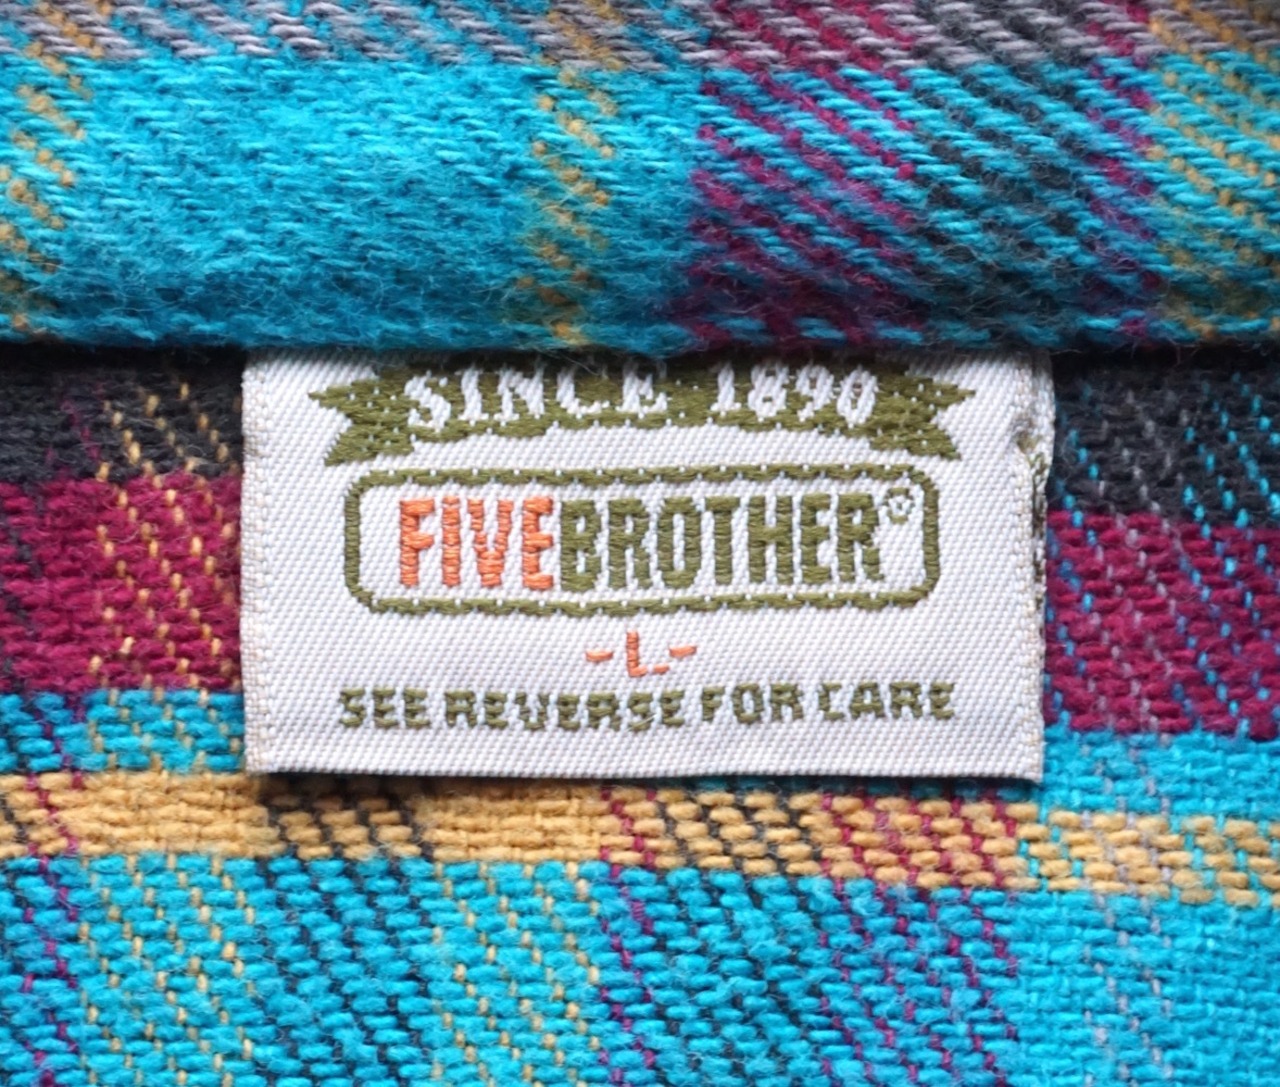 SINCE 1890
FIVEBROTHER®
-L-
SEE REVERSE FOR CARE